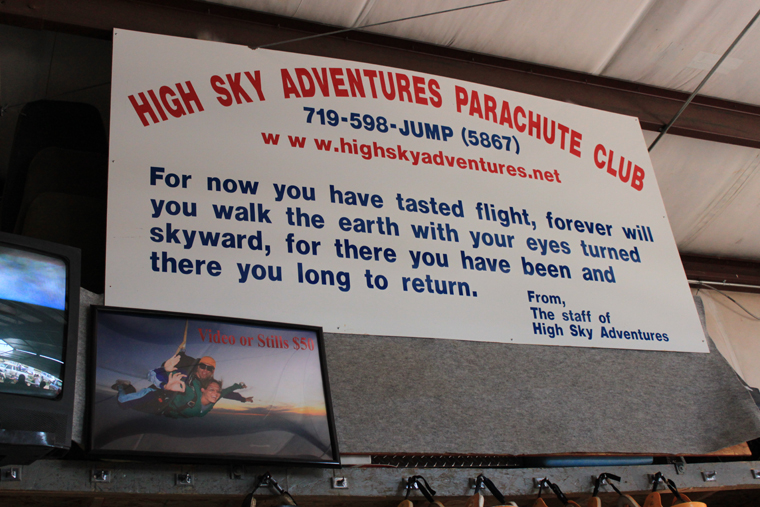 HIGH SKY ADVENTURES PARACHUTE CLUB
719-598-JUMP (5867)
www.highskyadventures.net
For now you have tasted flight, forever will
you walk the earth with your eyes turned
skyward, for there you have been and
there you long to return.
From,
The staff of
High Sky Adventures
Video or Stills $50